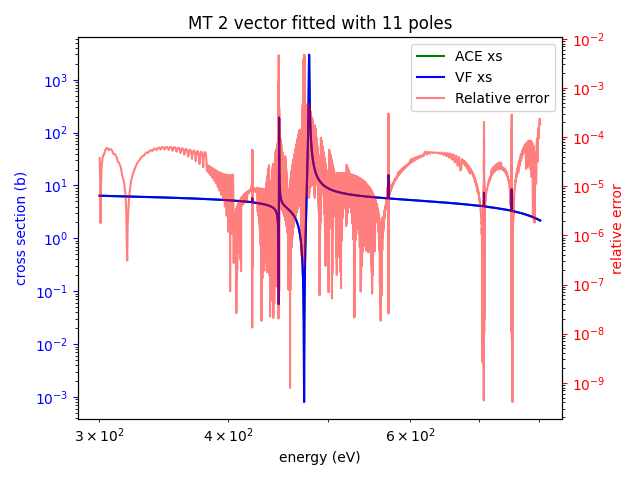 MT 2 vector fitted with 11 poles
ACE xs
VF xs
Relative error
cross section (b)
10³
10²
10¹
10⁰
10⁻¹
10⁻²
10⁻³
relative error
10⁻²
10⁻³
10⁻⁴
10⁻⁵
10⁻⁶
10⁻⁷
10⁻⁸
10⁻⁹
3 × 10² 4 × 10² 6 × 10²
energy (eV)